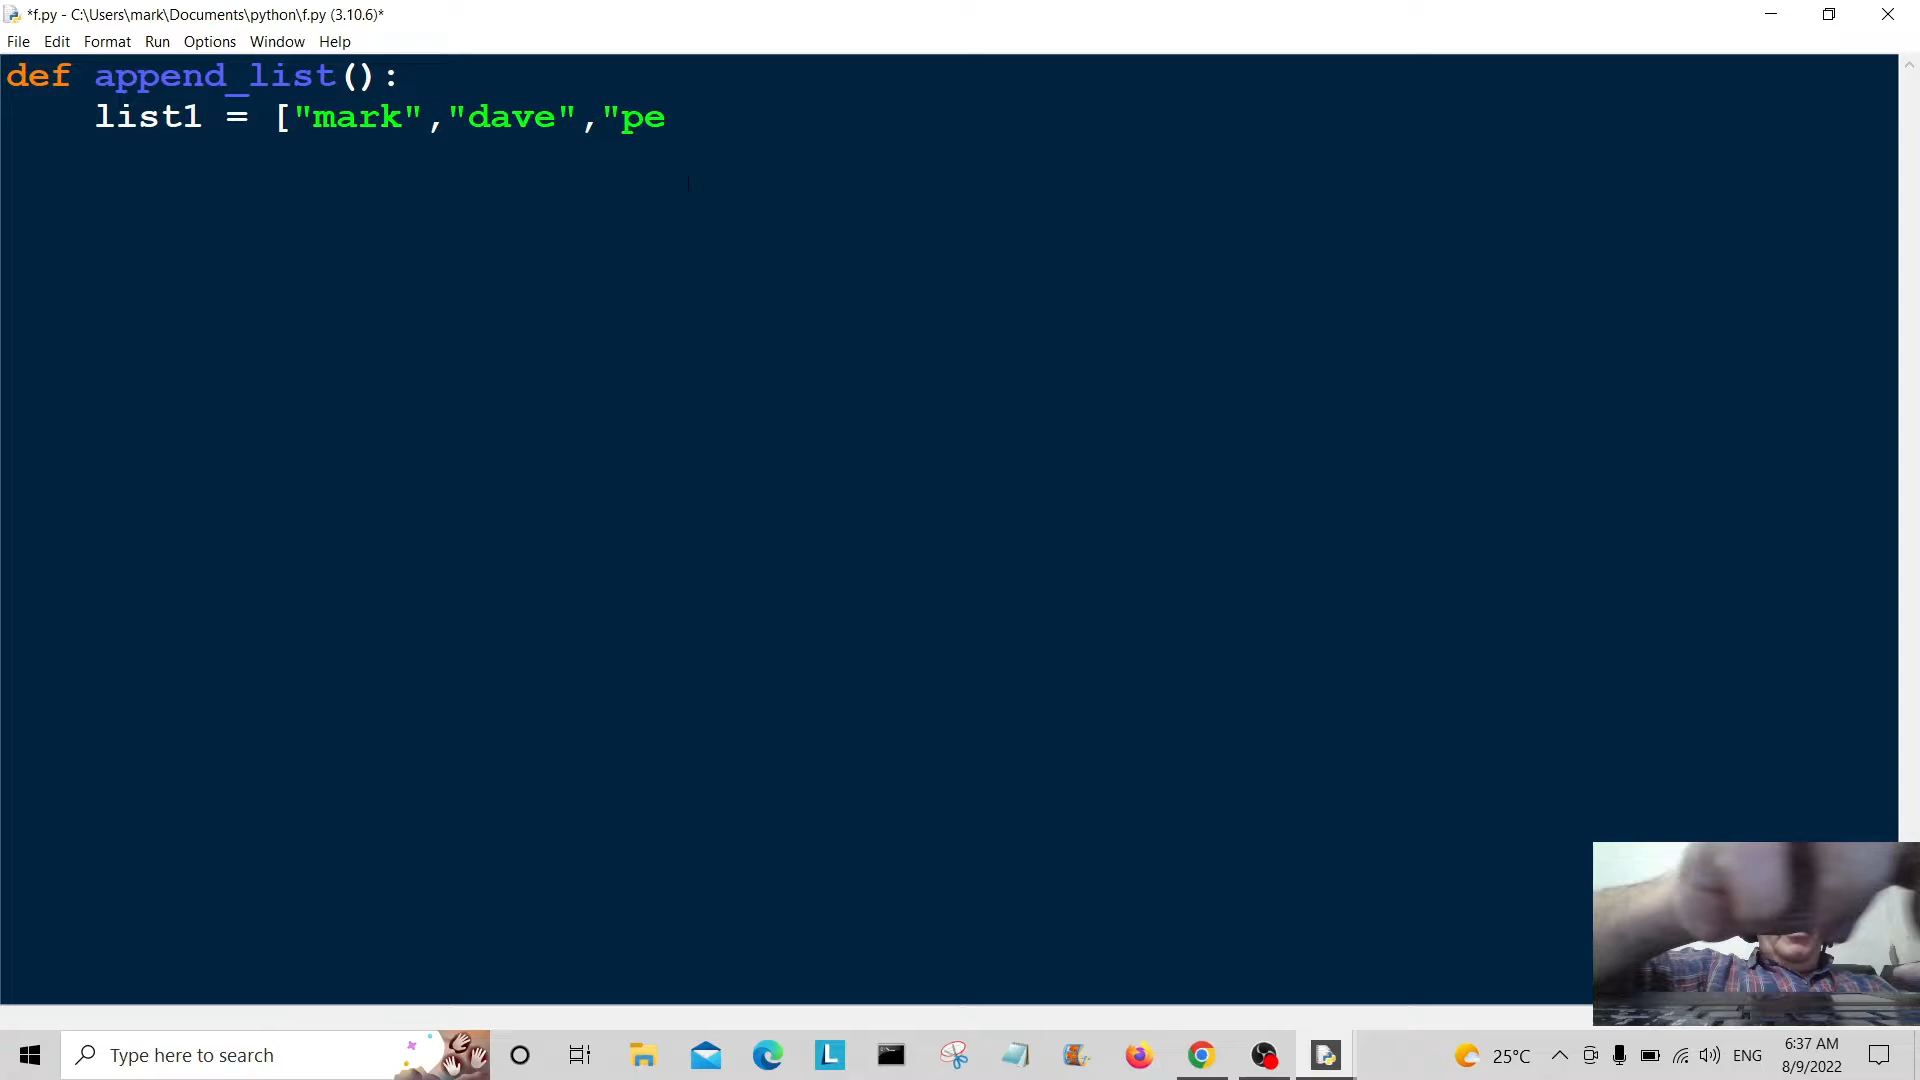 *f.py - C:\Users\mark\Documents\python\f.py (3.10.6)*
File Edit Format Run Options Window Help
def append_list():
    list1 = ["mark","dave","pe
Type here to search
L
25°C
ENG
6:37 AM
8/9/2022